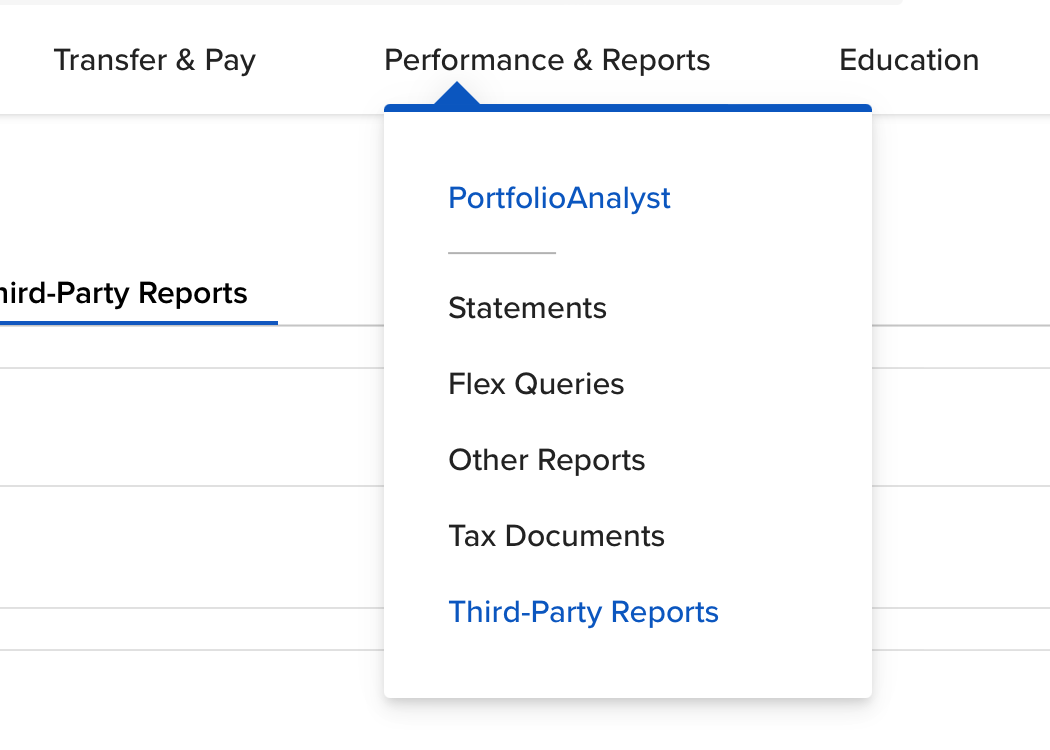 Transfer & Pay
Performance & Reports
Education
PortfolioAnalyst
hird-Party Reports
Statements
Flex Queries
Other Reports
Tax Documents
Third-Party Reports